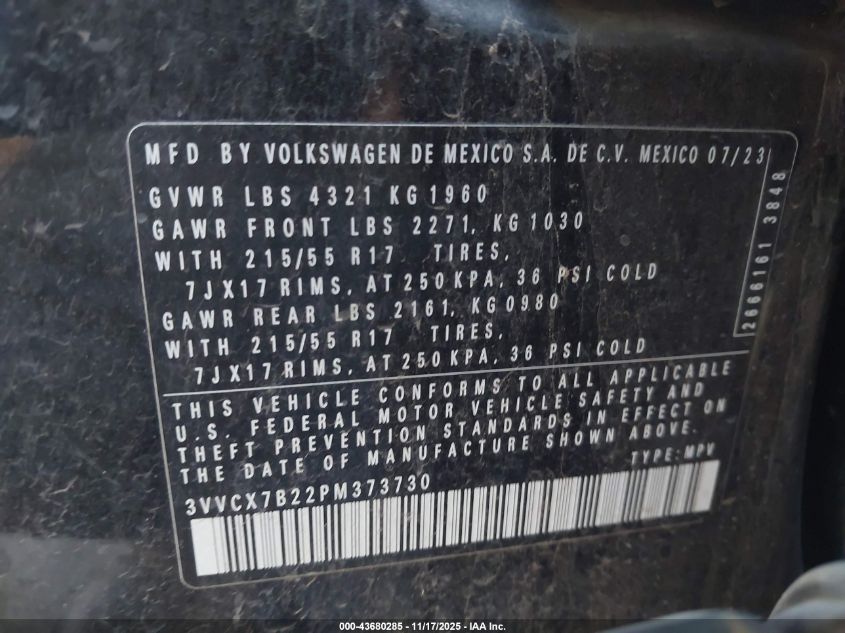 MFD BY VOLKSWAGEN DE MEXICO S.A. DE C.V. MEXICO 07/23
GVWR LBS 4321 KG 1960
GAWR FRONT LBS 2271, KG 1030
WITH 215/55 R17 TIRES,
7JX17 RIMS, AT 250 KPA, 36 PSI COLD
GAWR REAR LBS 2161, KG 0980
WITH 215/55 R17 TIRES,
7JX17 RIMS, AT 250 KPA, 36 PSI COLD
2666161 3848
THIS VEHICLE CONFORMS TO ALL APPLICABLE
U.S. FEDERAL MOTOR VEHICLE SAFETY AND
THEFT PREVENTION STANDARDS IN EFFECT ON
THE DATE OF MANUFACTURE SHOWN ABOVE.
TYPE: MPV
3VVCX7B22PM373730
000-43680285 - 11/17/2025 - IAA Inc.